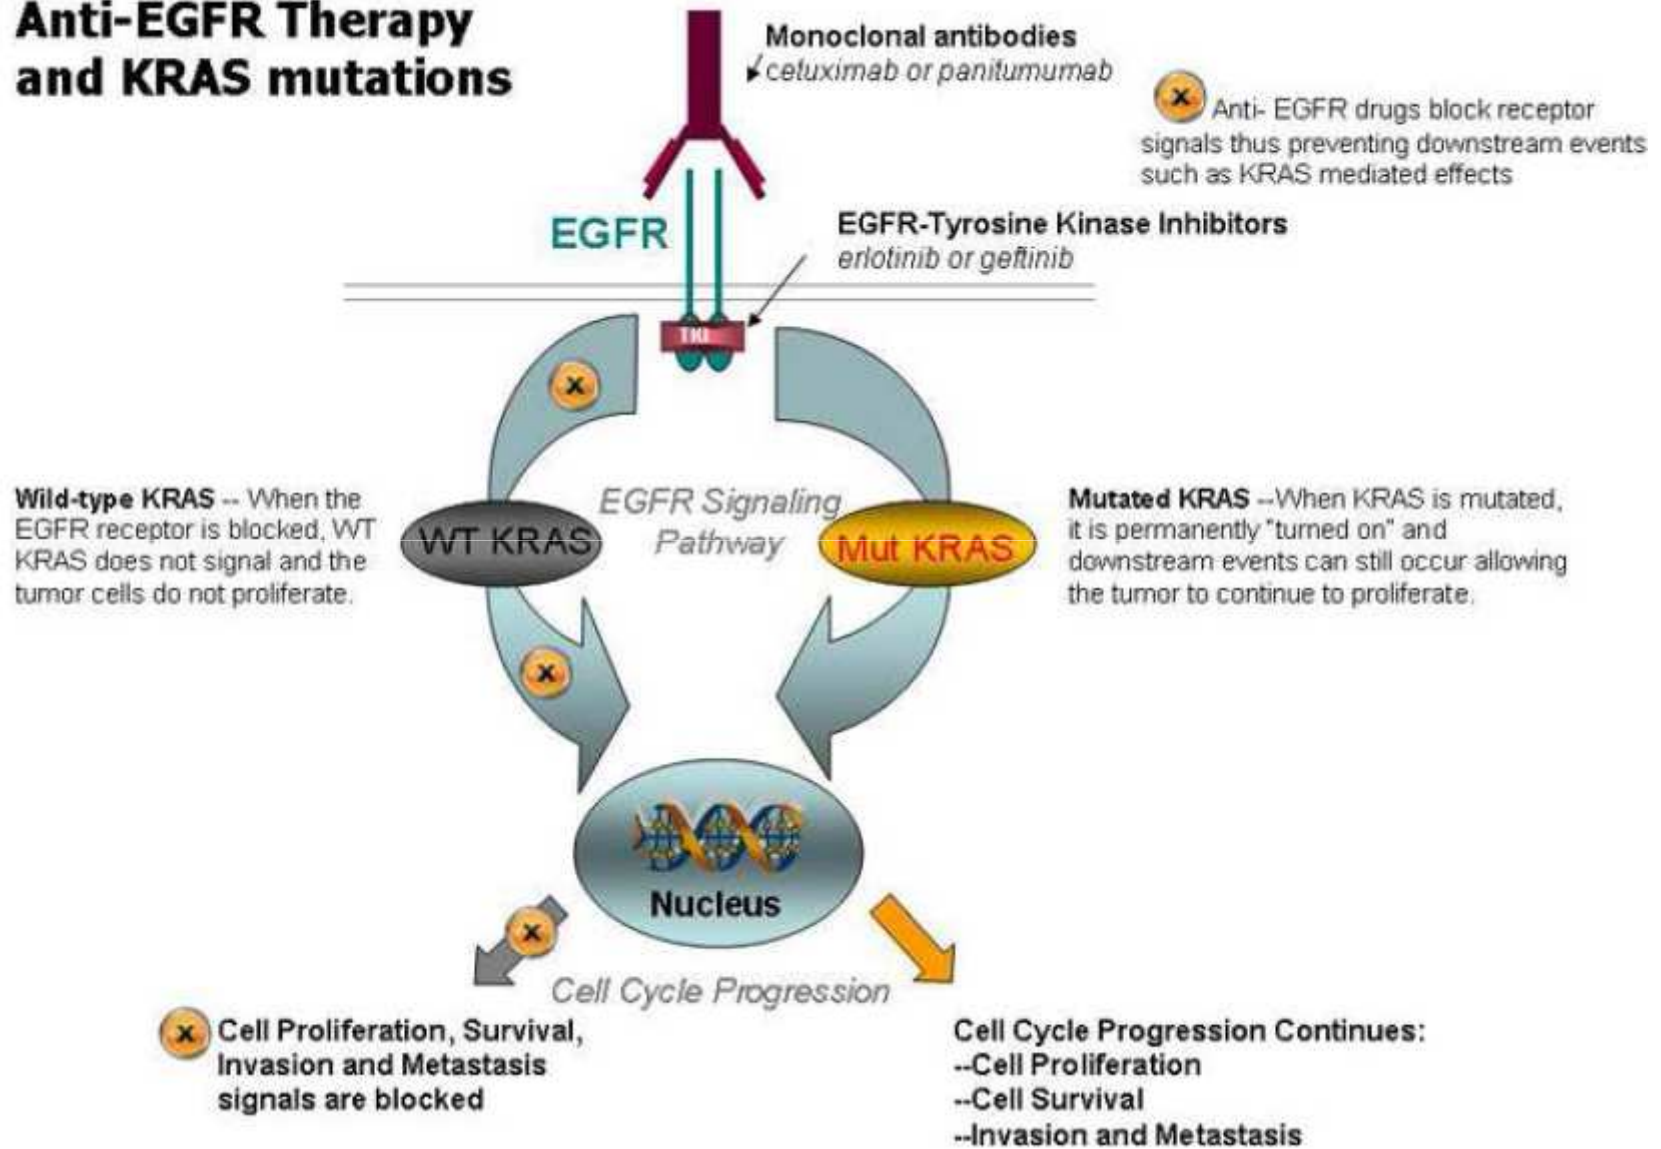 Anti-EGFR Therapy
and KRAS mutations
Monoclonal antibodies
cetuximab or panitumumab
X
Anti- EGFR drugs block receptor
signals thus preventing downstream events
such as KRAS mediated effects
EGFR
EGFR-Tyrosine Kinase Inhibitors
erlotinib or geftinib
TKI
X
Wild-type KRAS -- When the
EGFR receptor is blocked, WT
KRAS does not signal and the
tumor cells do not proliferate.
WT KRAS
EGFR Signaling
Pathway
Mut KRAS
Mutated KRAS --When KRAS is mutated,
it is permanently "turned on" and
downstream events can still occur allowing
the tumor to continue to proliferate.
X
Nucleus
X
Cell Cycle Progression
X
Cell Proliferation, Survival,
Invasion and Metastasis
signals are blocked
Cell Cycle Progression Continues:
--Cell Proliferation
--Cell Survival
--Invasion and Metastasis